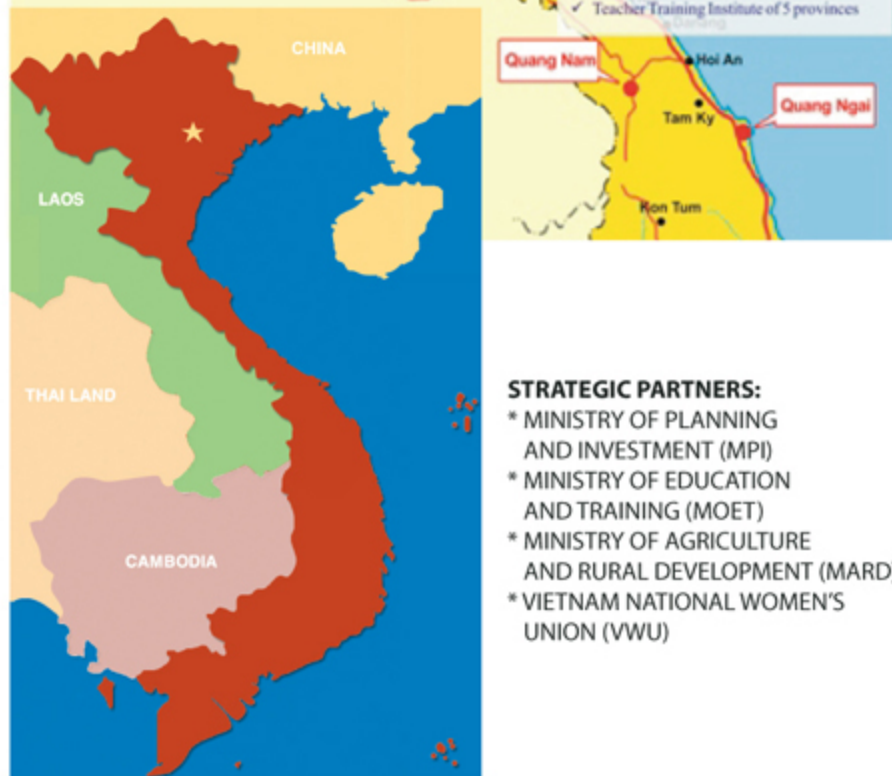 CHINA
LAOS
THAI LAND
CAMBODIA
✓ Teacher Training Institute of 5 provinces
Danang
Quang Nam
Hoi An
Tam Ky
Quang Ngai
Kon Tum
STRATEGIC PARTNERS:
* MINISTRY OF PLANNING
AND INVESTMENT (MPI)
* MINISTRY OF EDUCATION
AND TRAINING (MOET)
* MINISTRY OF AGRICULTURE
AND RURAL DEVELOPMENT (MARD)
* VIETNAM NATIONAL WOMEN'S
UNION (VWU)